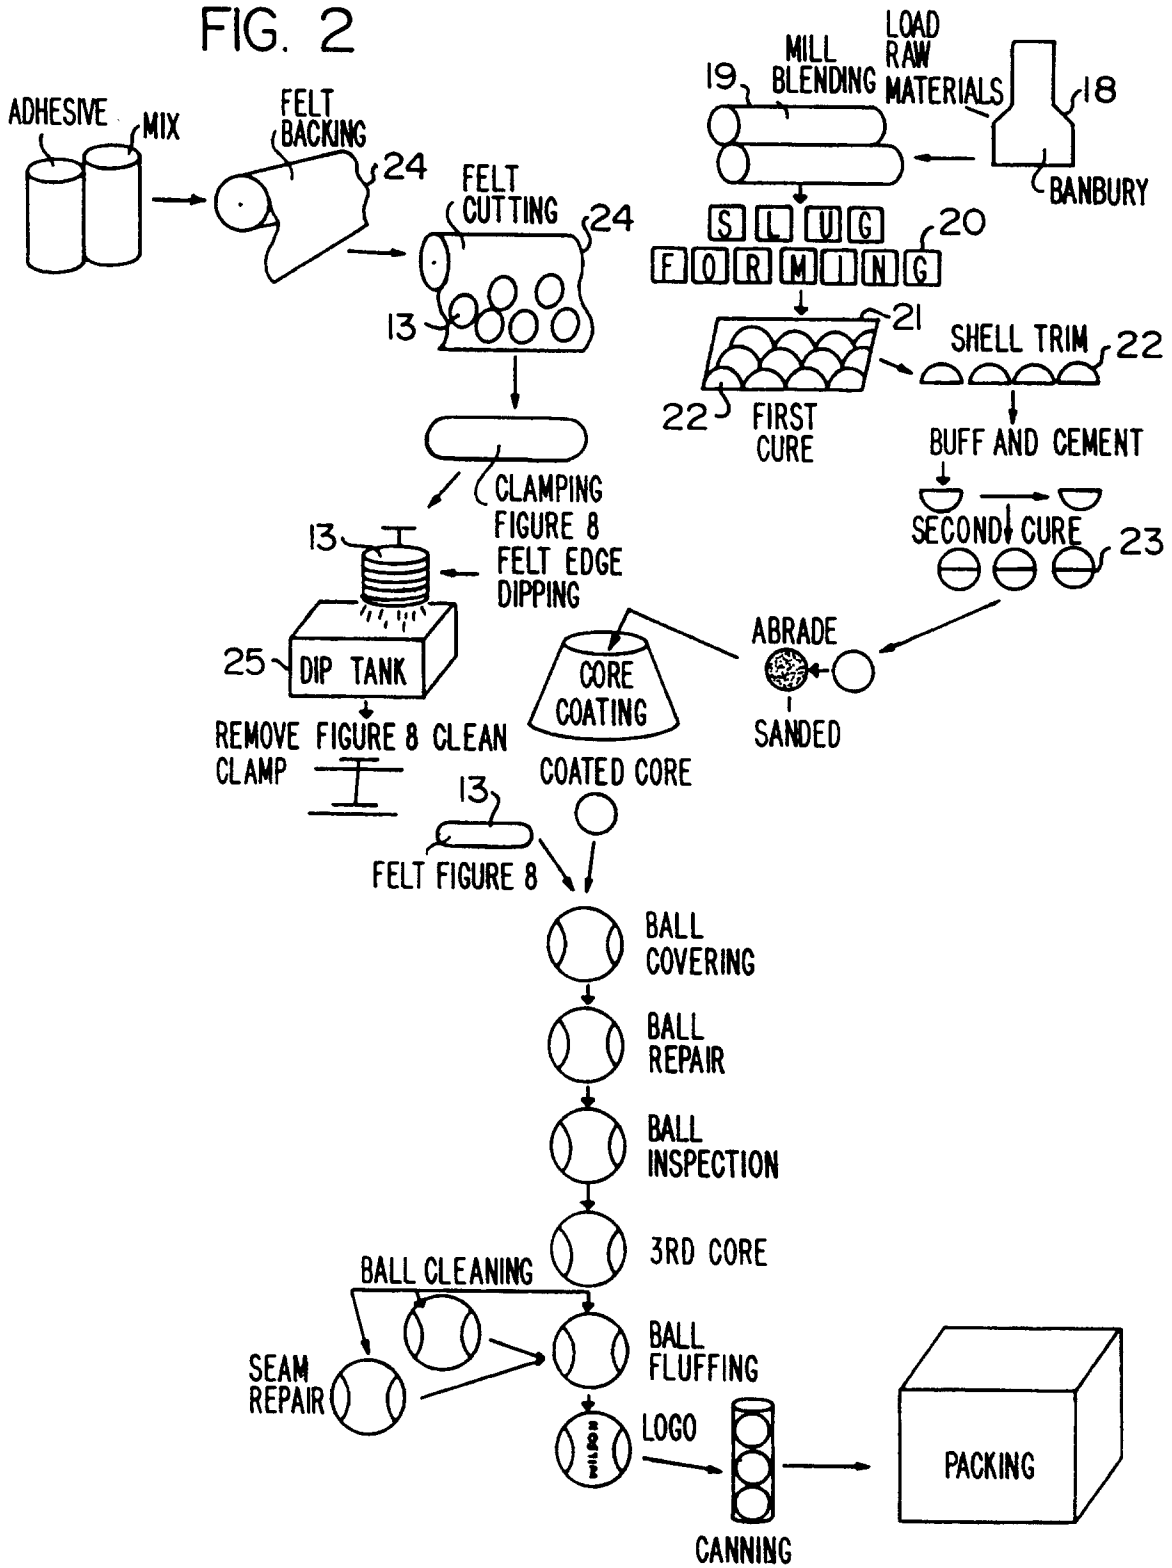 FIG. 2
ADHESIVE
MIX
FELT
BACKING
24
FELT
CUTTING
24
13
19
MILL
BLENDING
LOAD
RAW
MATERIALS
18
BANBURY
SLUG
20
FORMING
21
22
FIRST
CURE
SHELL TRIM
22
BUFF AND CEMENT
SECOND CURE
23
CLAMPING
FIGURE 8
FELT EDGE
DIPPING
13
25
DIP TANK
REMOVE FIGURE 8 CLEAN
CLAMP
ABRADE
SANDED
CORE
COATING
COATED CORE
13
FELT FIGURE 8
BALL
COVERING
BALL
REPAIR
BALL
INSPECTION
3RD CORE
BALL CLEANING
SEAM
REPAIR
BALL
FLUFFING
LOGO
CANNING
PACKING